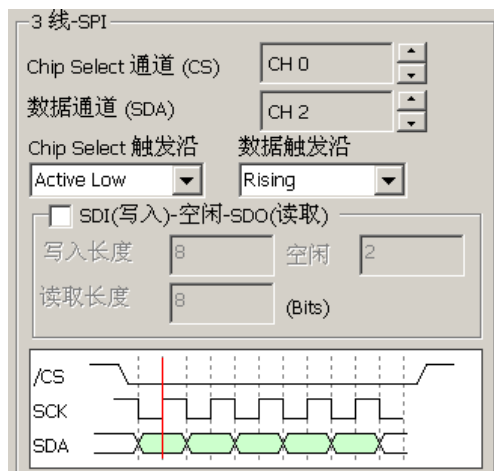 3 线-SPI
Chip Select 通道 (CS) CH 0
数据通道 (SDA) CH 2
Chip Select 触发沿 数据触发沿
Active Low Rising
SDI(写入)-空闲-SDO(读取)
写入长度 8 空闲 2
读取长度 8 (Bits)
/CS
SCK
SDA